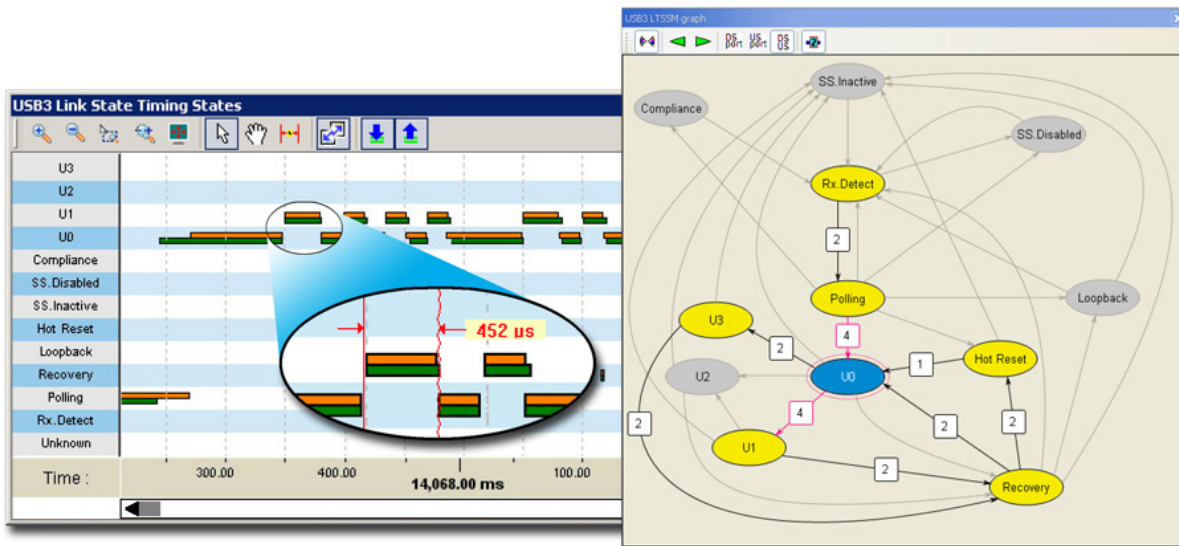 USB3 Link State Timing States
U3
U2
U1
U0
Compliance
SS.Disabled
SS.Inactive
Hot Reset
Loopback
Recovery
Polling
Rx.Detect
Unknown
452 µs
Time :
300.00
400.00
14,068.00 ms
100.00
USB3 LTSSM graph
DS port
US port
DS US
Z
SS.Inactive
Compliance
SS.Disabled
Rx.Detect
2
Polling
Loopback
U3
4
2
Hot Reset
1
U2
U0
4
2
2
2
U1
2
Recovery